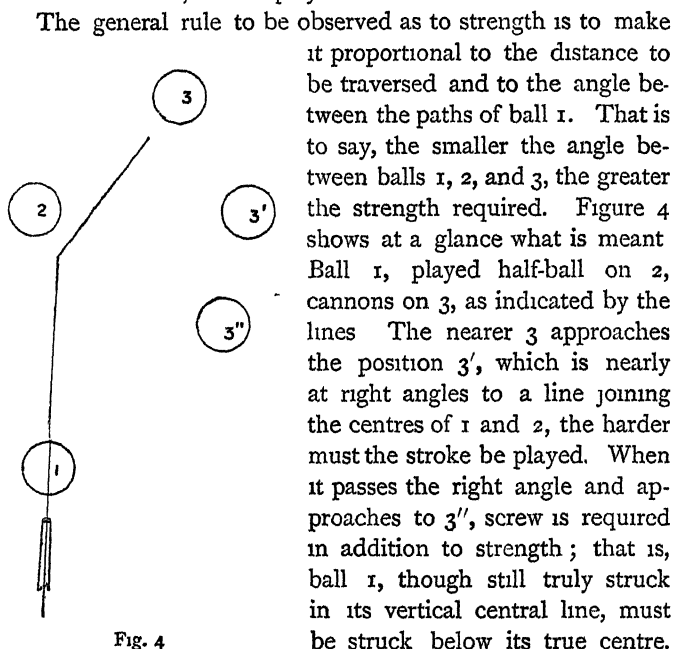 The general rule to be observed as to strength is to make
it proportional to the distance to
be traversed and to the angle be-
tween the paths of ball 1. That is
to say, the smaller the angle be-
tween balls 1, 2, and 3, the greater
the strength required. Figure 4
shows at a glance what is meant
Ball 1, played half-ball on 2,
cannons on 3, as indicated by the
lines The nearer 3 approaches
the position 3′, which is nearly
at right angles to a line joining
the centres of 1 and 2, the harder
must the stroke be played. When
it passes the right angle and ap-
proaches to 3″, screw is required
in addition to strength; that is,
ball 1, though still truly struck
in its vertical central line, must
be struck below its true centre.
3
2
3′
3″
1
Fig. 4